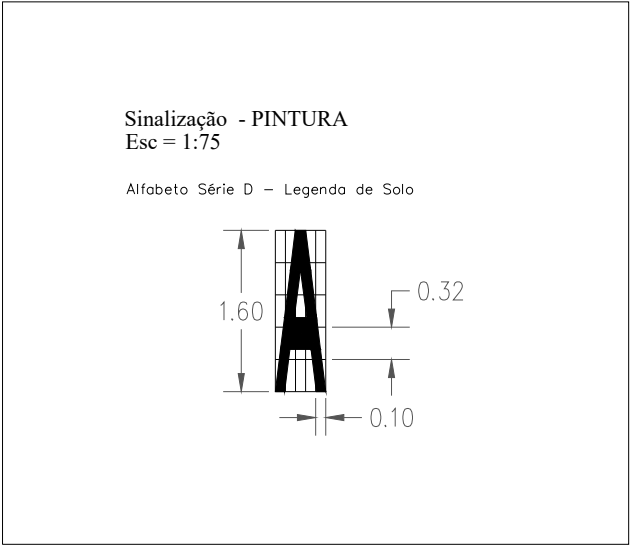 Sinalização - PINTURA
Esc = 1:75
Alfabeto Série D – Legenda de Solo
A
0.32
1.60
0.10